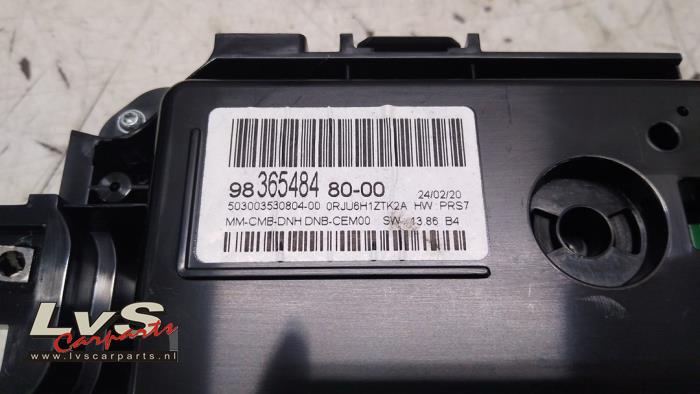 98 365484 80-00
24/02/20
503003530804-00 0RJU6H1ZTK2A HW PRS7
MM-CMB-DNH DNB-CEM00 SW 13.86 B4
LvS
Carparts
www.lvscarparts.nl